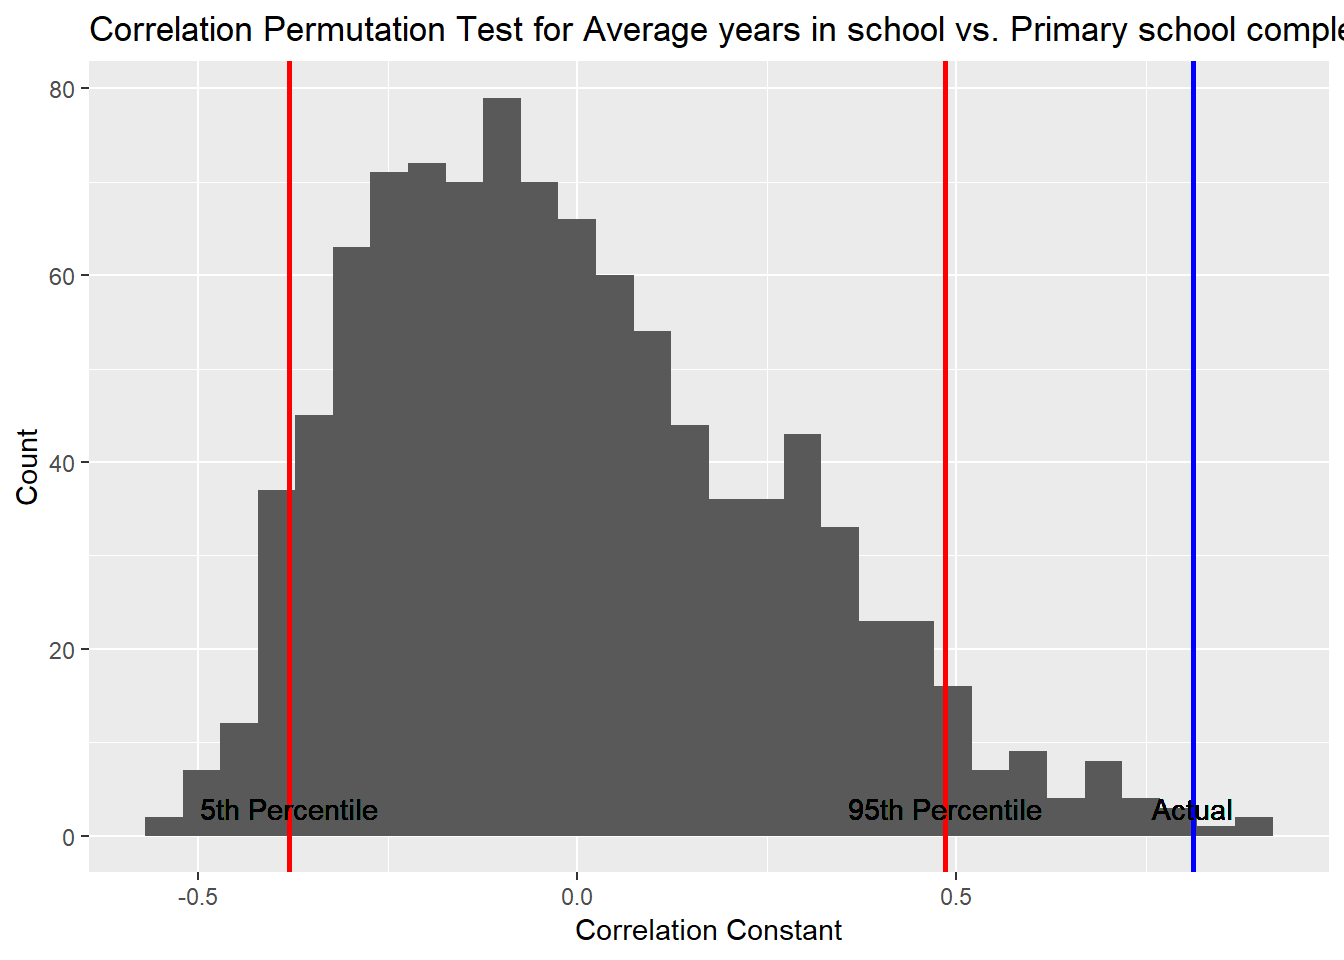 Correlation Permutation Test for Average years in school vs. Primary school
80
60
40
20
0
Count
5th Percentile
95th Percentile
Actual
-0.5
0.0
0.5
Correlation Constant